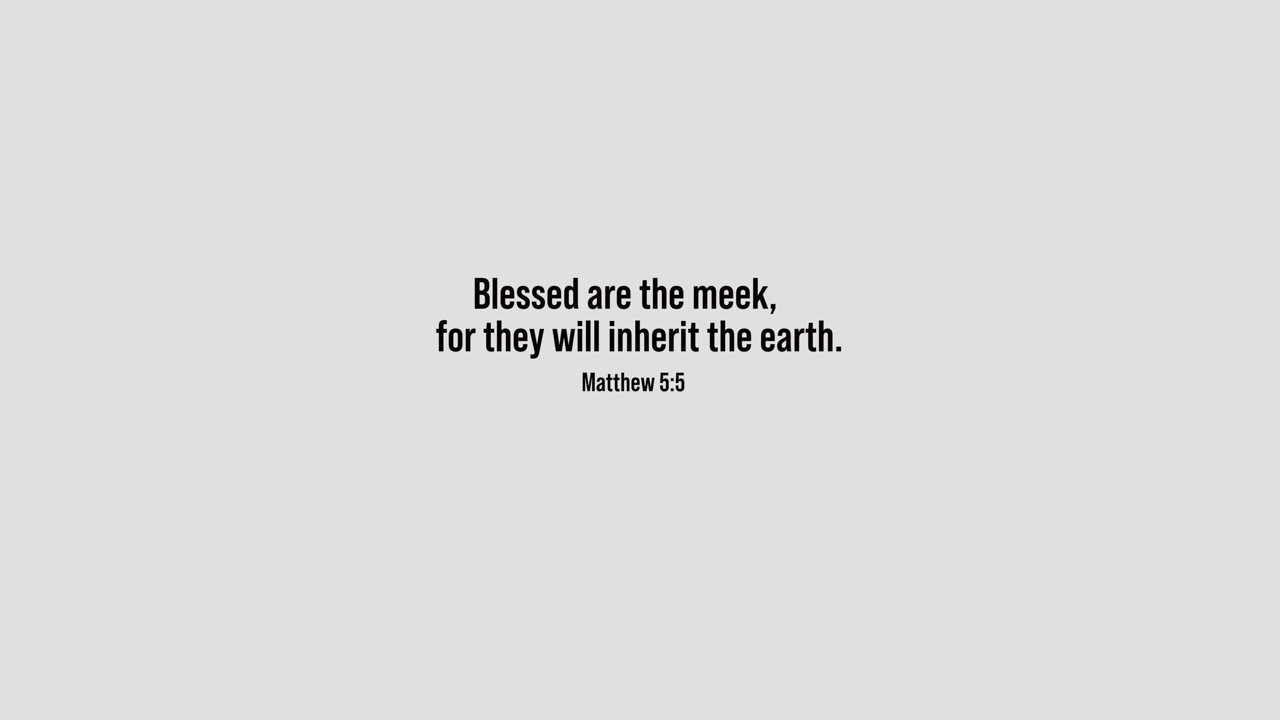 Blessed are the meek,
for they will inherit the earth.
Matthew 5:5